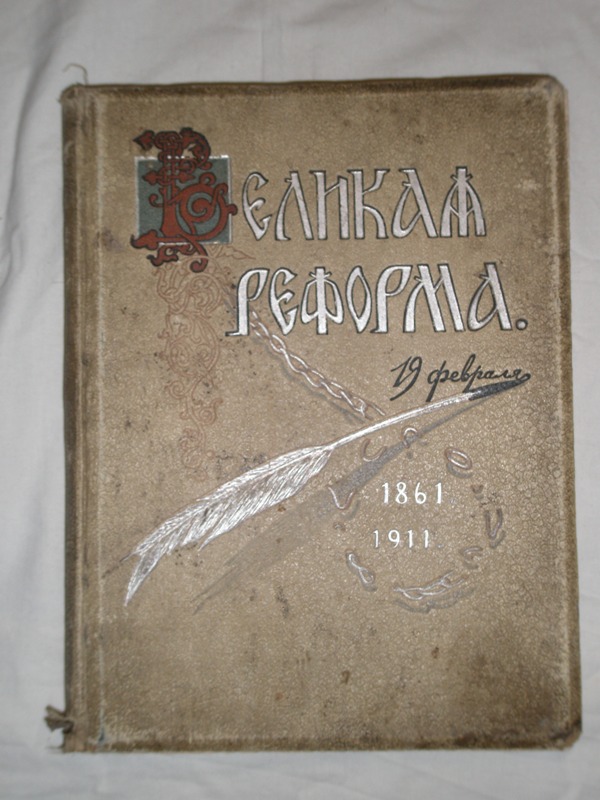 Великая
Реформа.
19 февраля
1861.
1911.